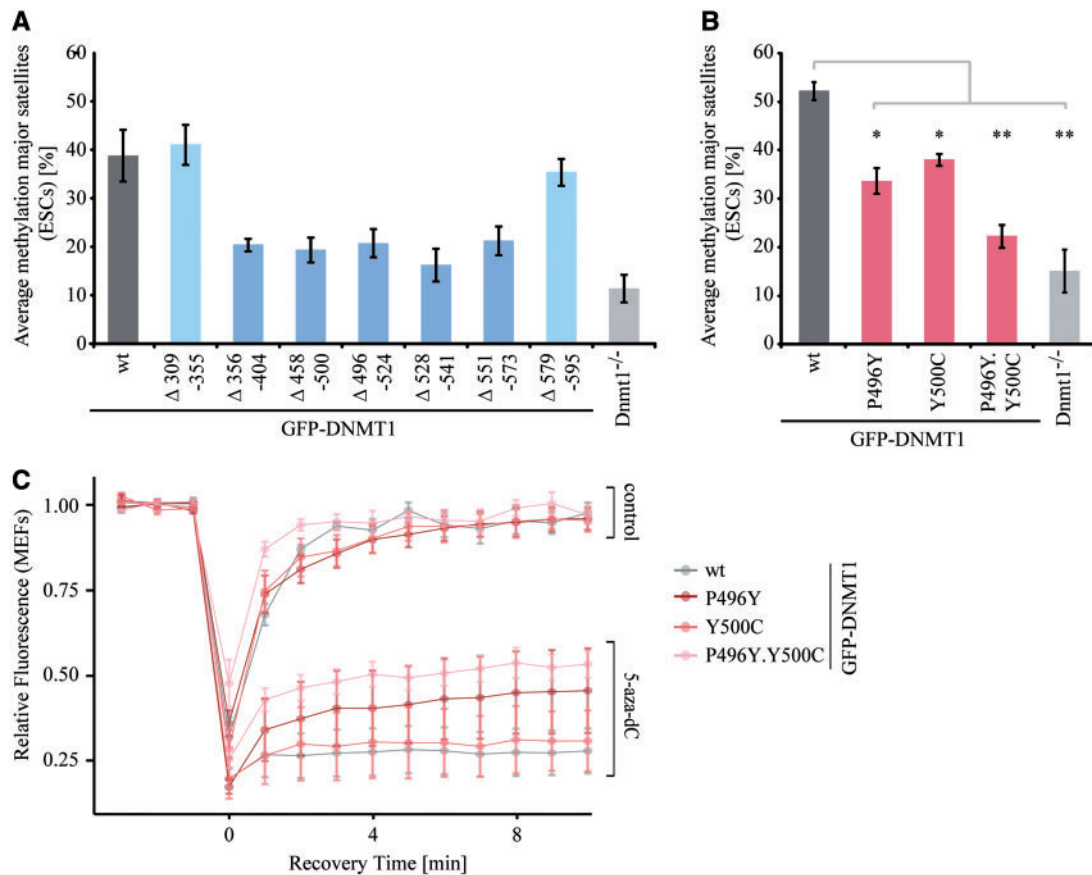 A
Average methylation major satellites
(ESCs) [%]
60
50
40
30
20
10
0
wt
Δ 309
-355
Δ 356
-404
Δ 458
-500
Δ 496
-524
Δ 528
-541
Δ 551
-573
Δ 579
-595
Dnmt1-/-
GFP-DNMT1
B
Average methylation major satellites
(ESCs) [%]
60
50
40
30
20
10
0
* * ** **
wt
P496Y
Y500C
P496Y.
Y500C
Dnmt1-/-
GFP-DNMT1
C
Relative Fluorescence (MEFs)
1.00
0.75
0.50
0.25
0 4 8
Recovery Time [min]
control
5-aza-dC
wt
P496Y
Y500C
P496Y.Y500C
GFP-DNMT1